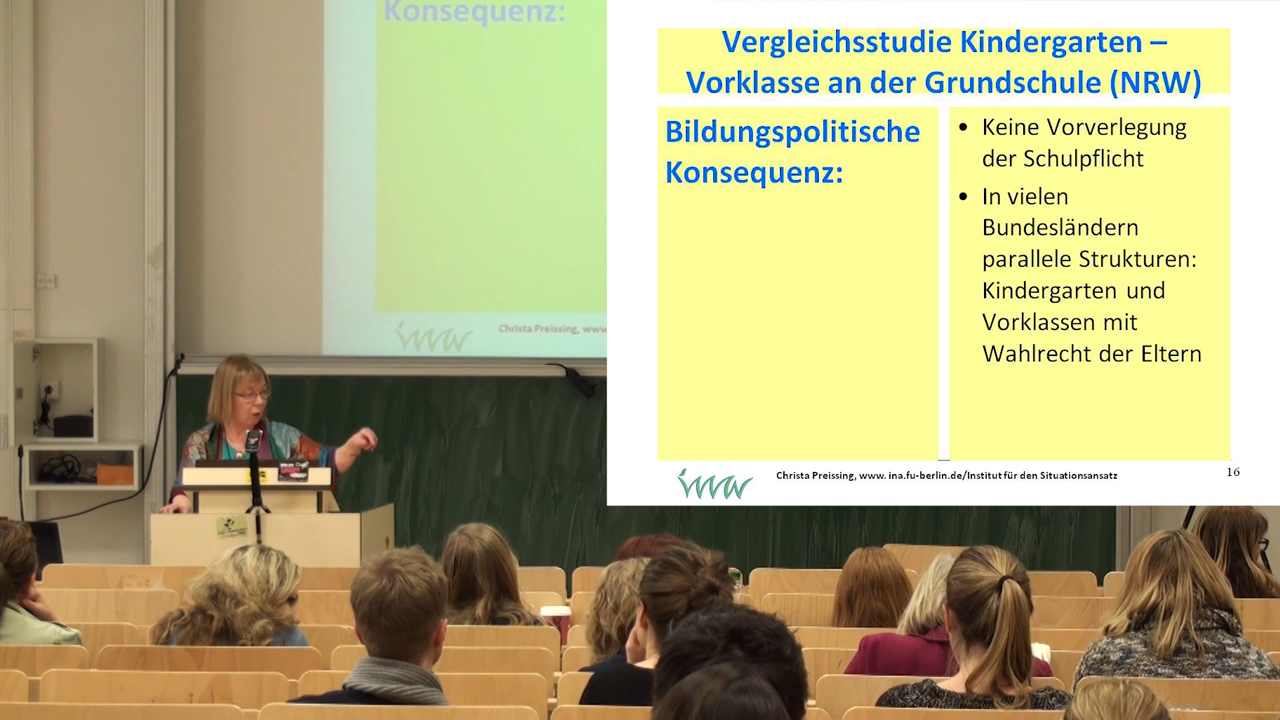 Konsequenz:
Christa Preissing, www
Vergleichsstudie Kindergarten –
Vorklasse an der Grundschule (NRW)
Bildungspolitische
Konsequenz:
• Keine Vorverlegung
der Schulpflicht
• In vielen
Bundesländern
parallele Strukturen:
Kindergarten und
Vorklassen mit
Wahlrecht der Eltern
ina
Christa Preissing, www. ina.fu-berlin.de/Institut für den Situationsansatz
16